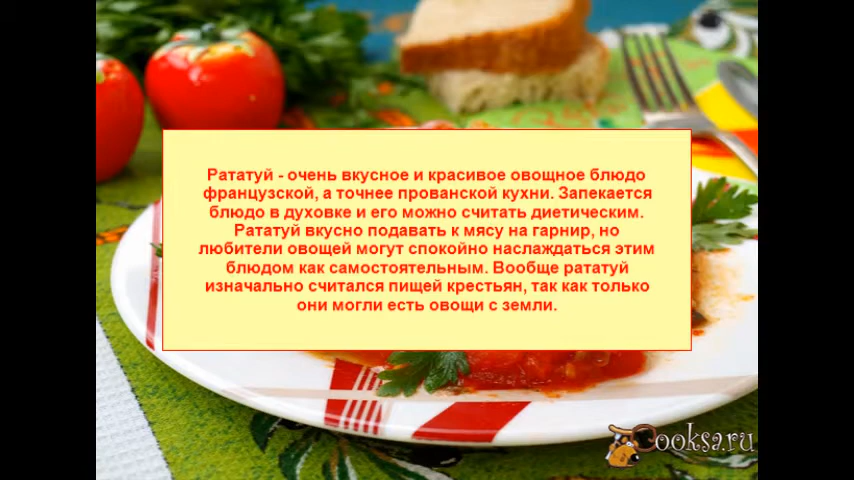 Рататуй - очень вкусное и красивое овощное блюдо
французской, а точнее прованской кухни. Запекается
блюдо в духовке и его можно считать диетическим.
Рататуй вкусно подавать к мясу на гарнир, но
любители овощей могут спокойно наслаждаться этим
блюдом как самостоятельным. Вообще рататуй
изначально считался пищей крестьян, так как только
они могли есть овощи с земли.
Cooksa.ru